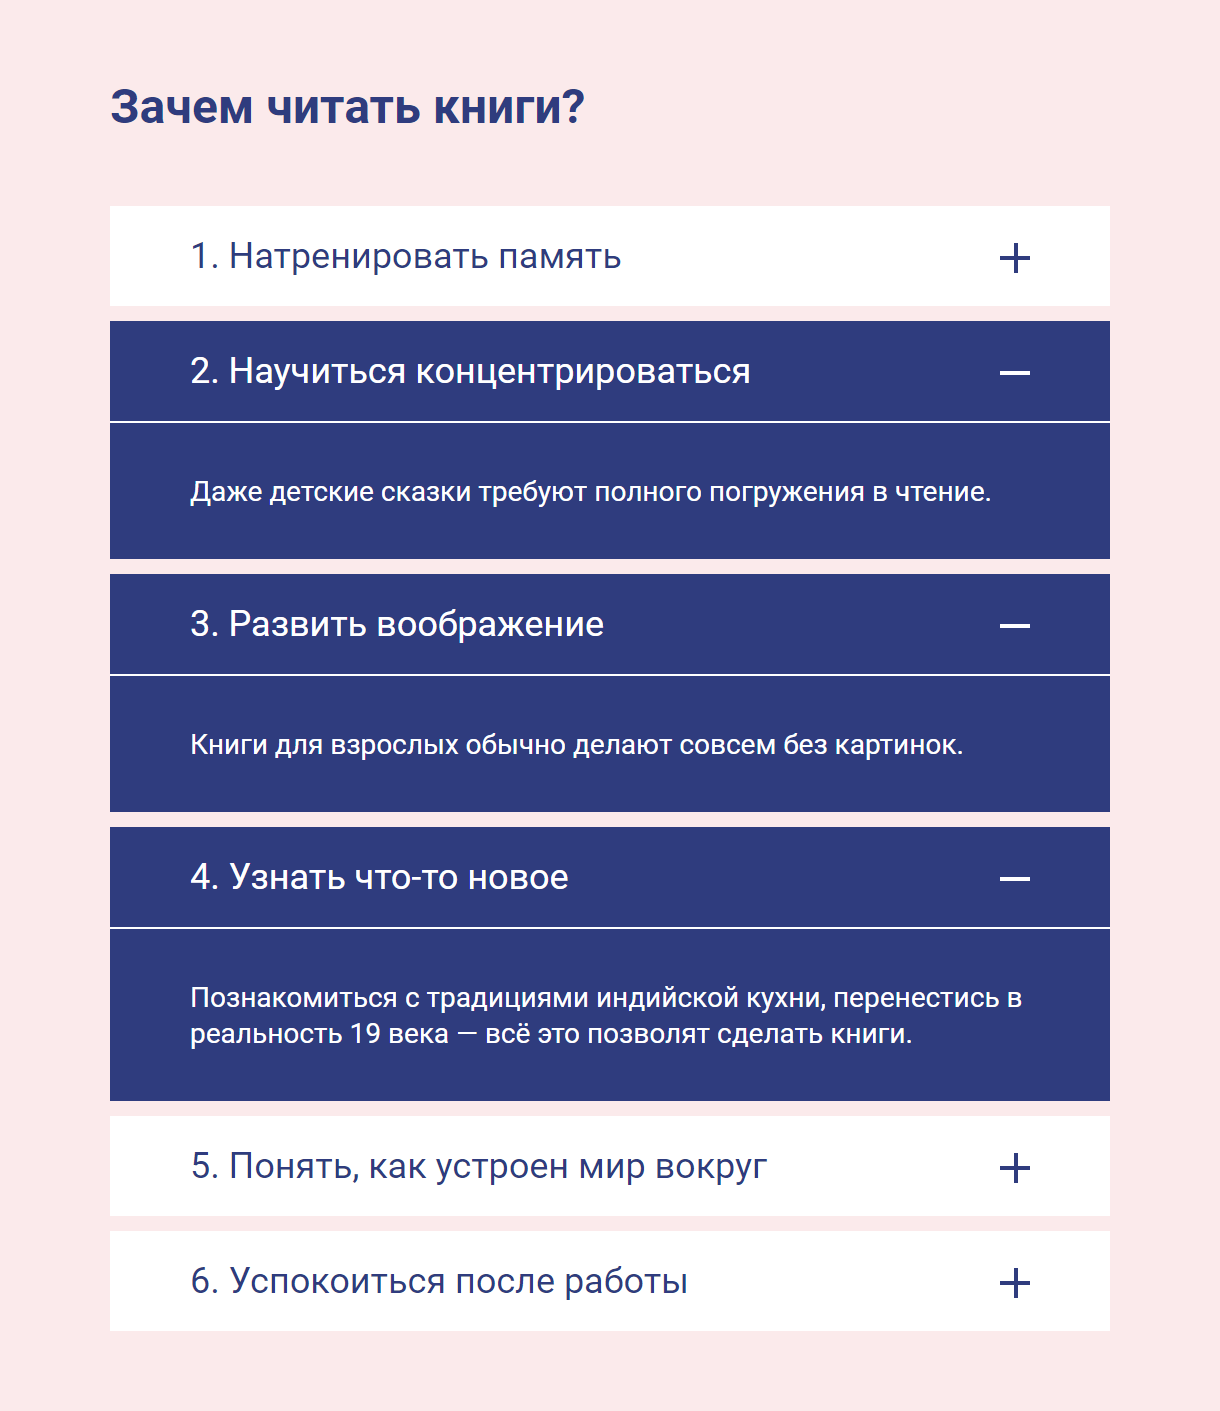 Зачем читать книги?
1. Натренировать память
2. Научиться концентрироваться
Даже детские сказки требуют полного погружения в чтение.
3. Развить воображение
Книги для взрослых обычно делают совсем без картинок.
4. Узнать что-то новое
Познакомиться с традициями индийской кухни, перенестись в
реальность 19 века — всё это позволят сделать книги.
5. Понять, как устроен мир вокруг
6. Успокоиться после работы